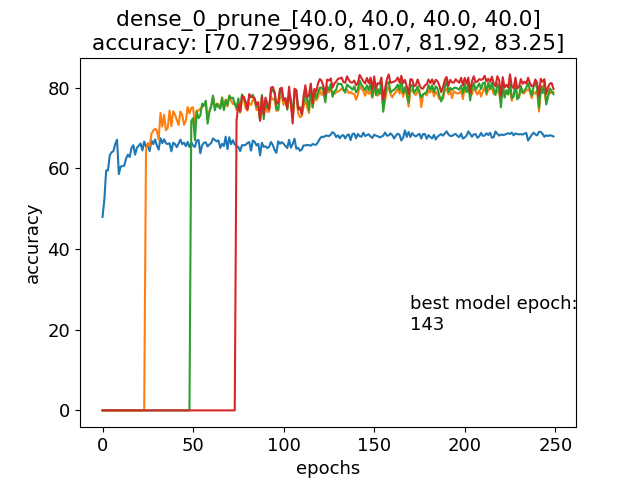 dense_0_prune_[40.0, 40.0, 40.0, 40.0]
accuracy: [70.729996, 81.07, 81.92, 83.25]
80
60
40
20
0
accuracy
best model epoch:
143
0 50 100 150 200 250
epochs